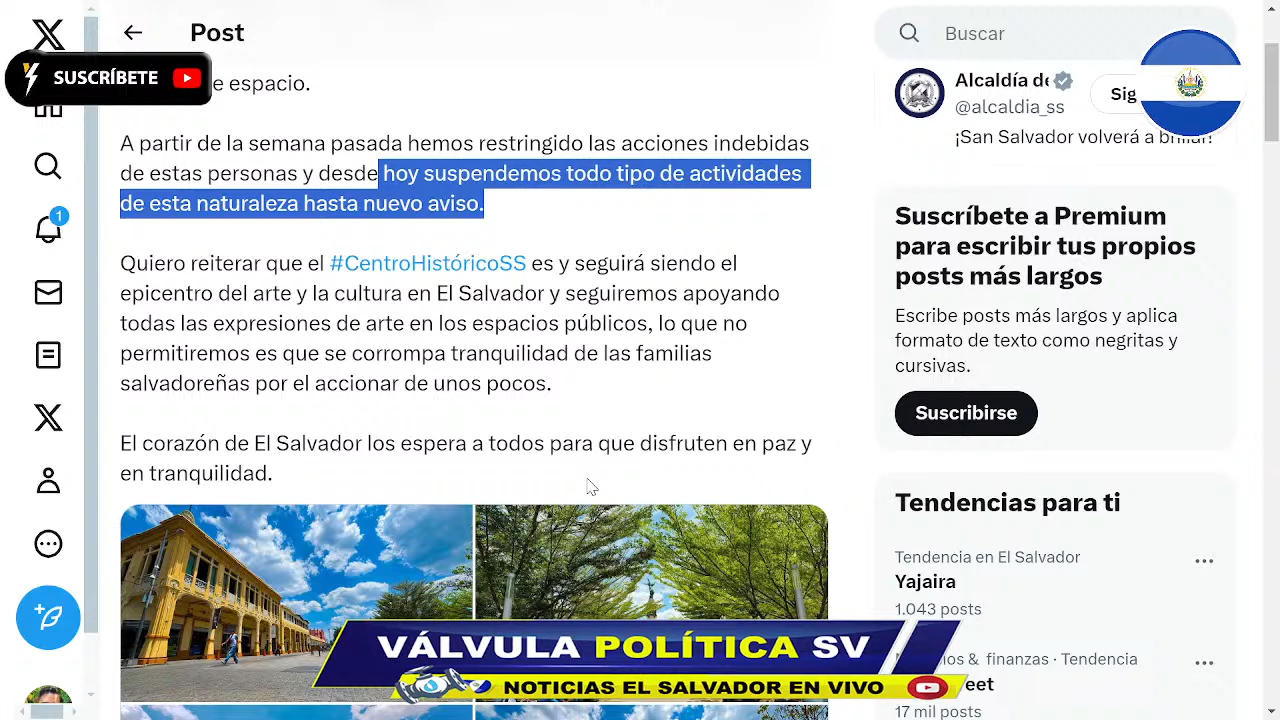 Post
SUSCRÍBETE
e espacio.
A partir de la semana pasada hemos restringido las acciones indebidas
de estas personas y desde hoy suspendemos todo tipo de actividades
de esta naturaleza hasta nuevo aviso.
Quiero reiterar que el #CentroHistóricoSS es y seguirá siendo el
epicentro del arte y la cultura en El Salvador y seguiremos apoyando
todas las expresiones de arte en los espacios públicos, lo que no
permitiremos es que se corrompa tranquilidad de las familias
salvadoreñas por el accionar de unos pocos.
El corazón de El Salvador los espera a todos para que disfruten en paz y
en tranquilidad.
1
Buscar
Alcaldía de
Sig
@alcaldia_ss
¡San Salvador volverá a brillar!
Suscríbete a Premium
para escribir tus propios
posts más largos
Escribe posts más largos y aplica
formato de texto como negritas y
cursivas.
Suscribirse
Tendencias para ti
Tendencia en El Salvador
Yajaira
1.043 posts
ios & finanzas · Tendencia
eet
17 mil posts
VÁLVULA POLÍTICA SV
NOTICIAS EL SALVADOR EN VIVO